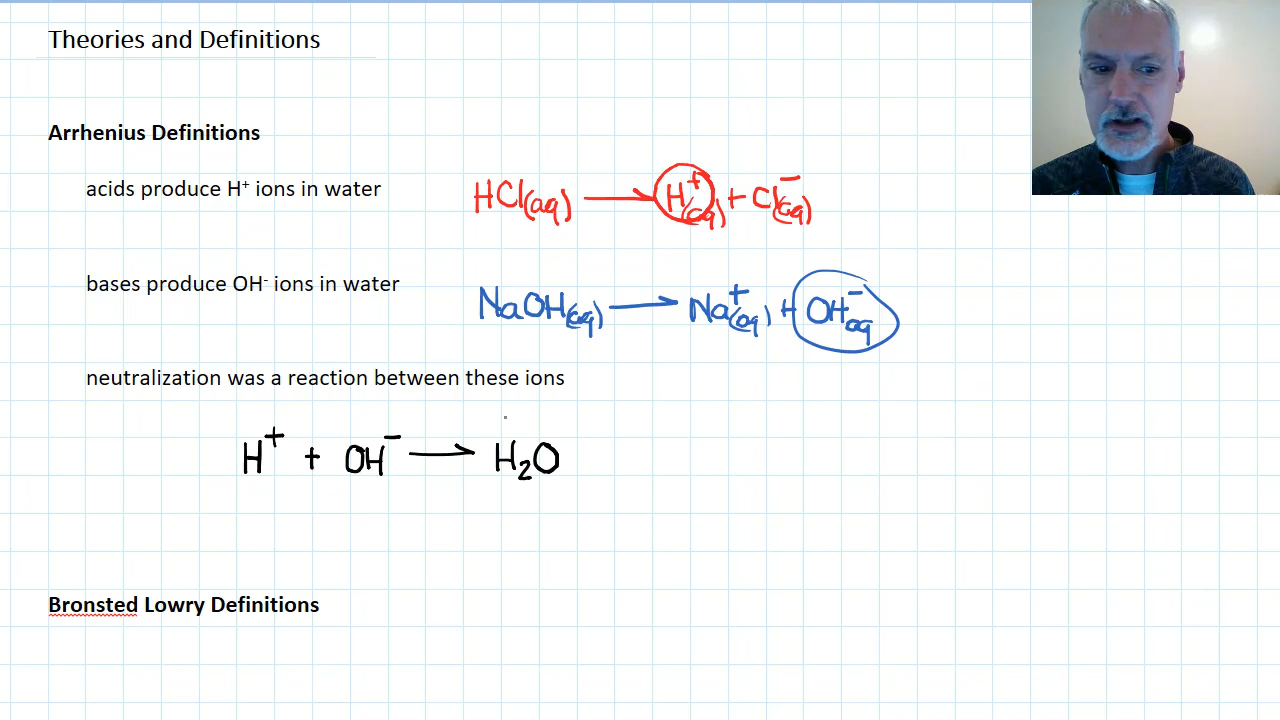 Theories and Definitions
Arrhenius Definitions
acids produce H⁺ ions in water
HCl(aq) → H⁺(aq) + Cl⁻(aq)
bases produce OH⁻ ions in water
NaOH(aq) → Na⁺(aq) + OH⁻aq
neutralization was a reaction between these ions
H⁺ + OH⁻ → H₂O
Bronsted Lowry Definitions